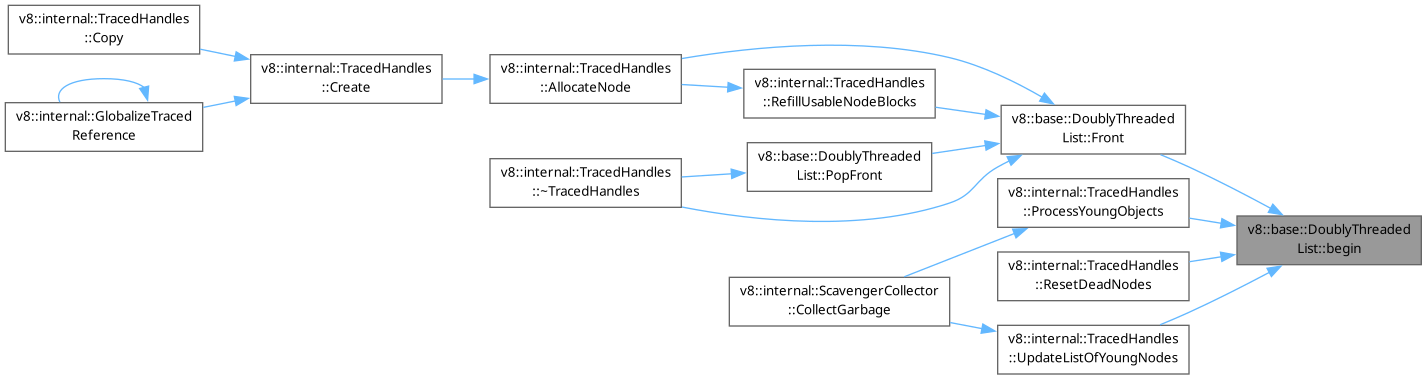 v8::internal::TracedHandles
::Copy
v8::internal::GlobalizeTraced
Reference
v8::internal::TracedHandles
::Create
v8::internal::TracedHandles
::AllocateNode
v8::internal::TracedHandles
::~TracedHandles
v8::internal::TracedHandles
::RefillUsableNodeBlocks
v8::base::DoublyThreaded
List::PopFront
v8::internal::ScavengerCollector
::CollectGarbage
v8::base::DoublyThreaded
List::Front
v8::internal::TracedHandles
::ProcessYoungObjects
v8::internal::TracedHandles
::ResetDeadNodes
v8::internal::TracedHandles
::UpdateListOfYoungNodes
v8::base::DoublyThreaded
List::begin